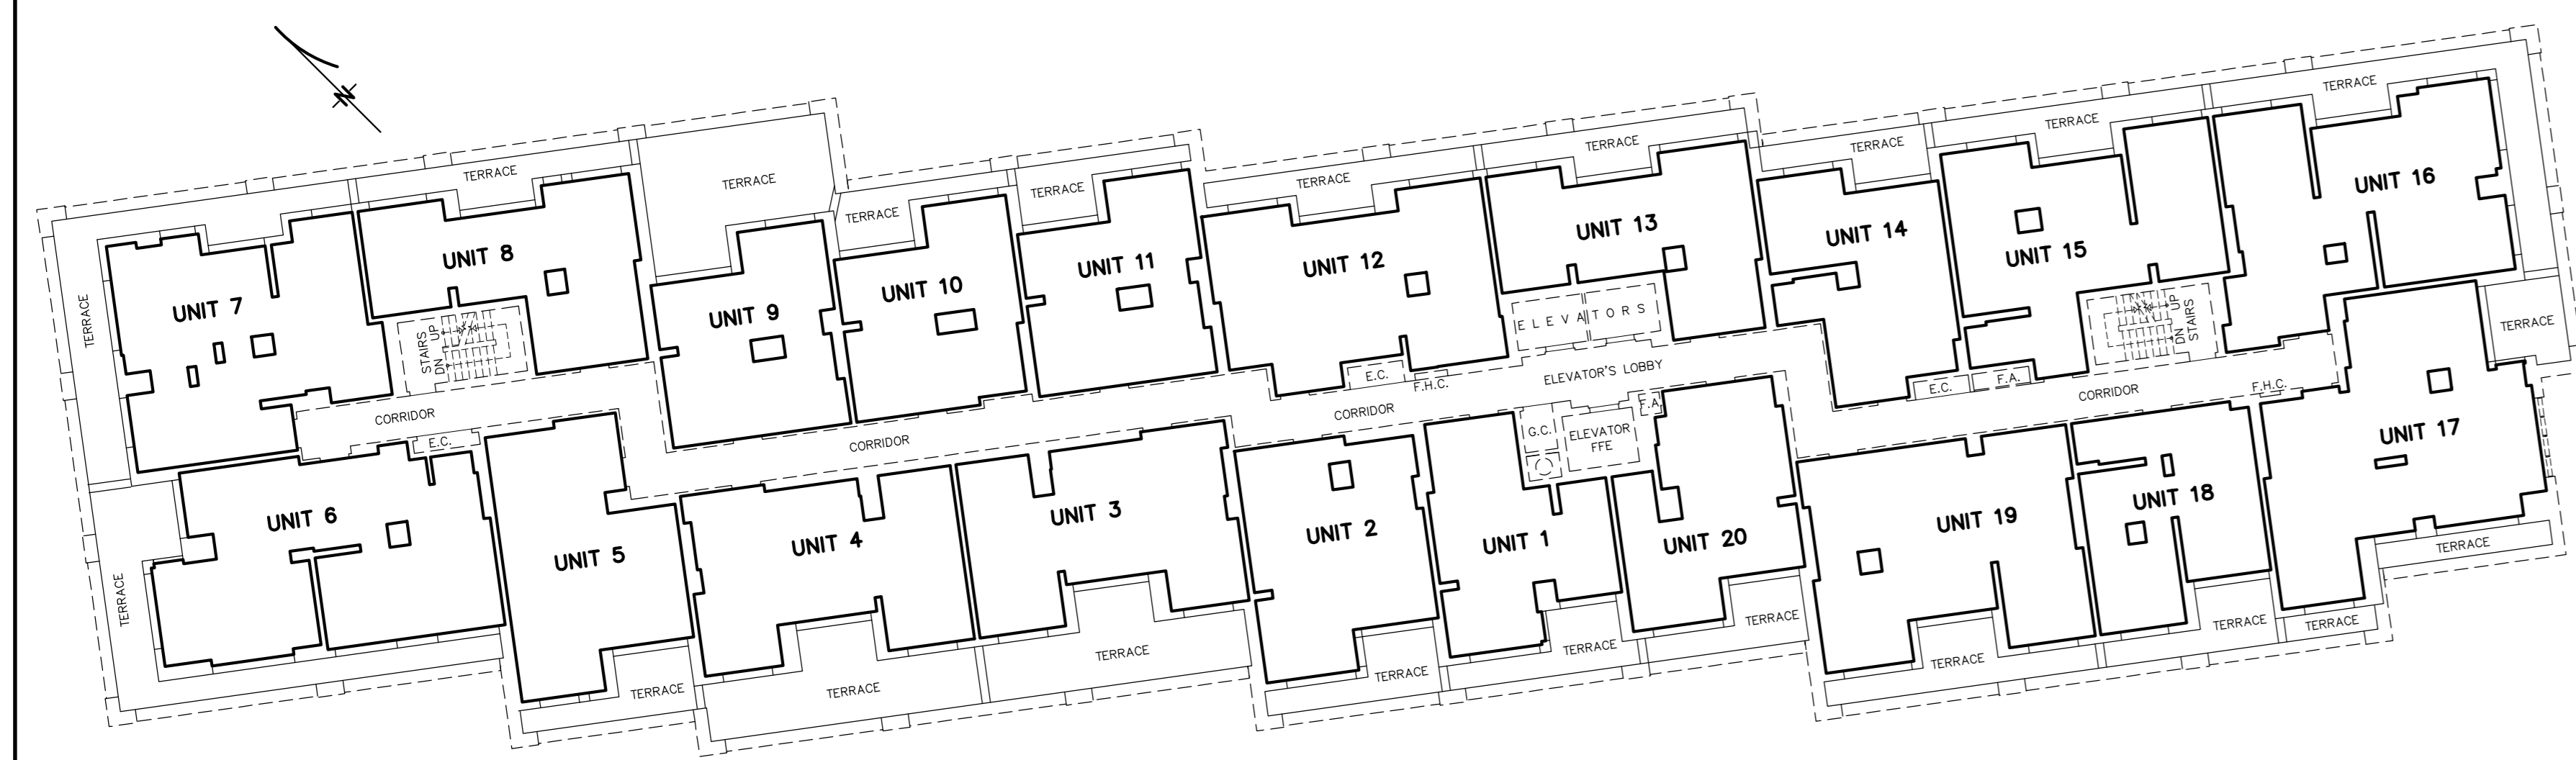 N
TERRACE
TERRACE
TERRACE
TERRACE
TERRACE
TERRACE
TERRACE
TERRACE
TERRACE
TERRACE
UNIT 7
UNIT 8
UNIT 9
UNIT 10
UNIT 11
UNIT 12
UNIT 13
UNIT 14
UNIT 15
UNIT 16
TERRACE
TERRACE
STAIRS
UP
DN
ELEVATORS
UP
DN
STAIRS
CORRIDOR
E.C.
CORRIDOR
CORRIDOR
E.C.
F.H.C.
ELEVATOR'S LOBBY
E.C.
F.A.
CORRIDOR
F.H.C.
G.C.
ELEVATOR
FFE
F.A.
UNIT 6
UNIT 5
UNIT 4
UNIT 3
UNIT 2
UNIT 1
UNIT 20
UNIT 19
UNIT 18
UNIT 17
TERRACE
TERRACE
TERRACE
TERRACE
TERRACE
TERRACE
TERRACE
TERRACE
TERRACE
TERRACE
TERRACE